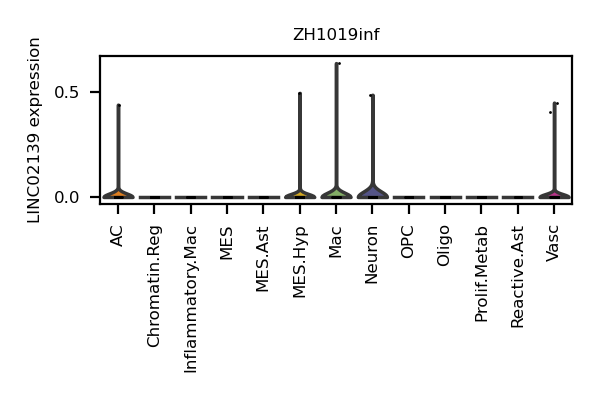 ZH1019inf
LINC02139 expression
0.5
0.0
AC
Chromatin.Reg
Inflammatory.Mac
MES
MES.Ast
MES.Hyp
Mac
Neuron
OPC
Oligo
Prolif.Metab
Reactive.Ast
Vasc